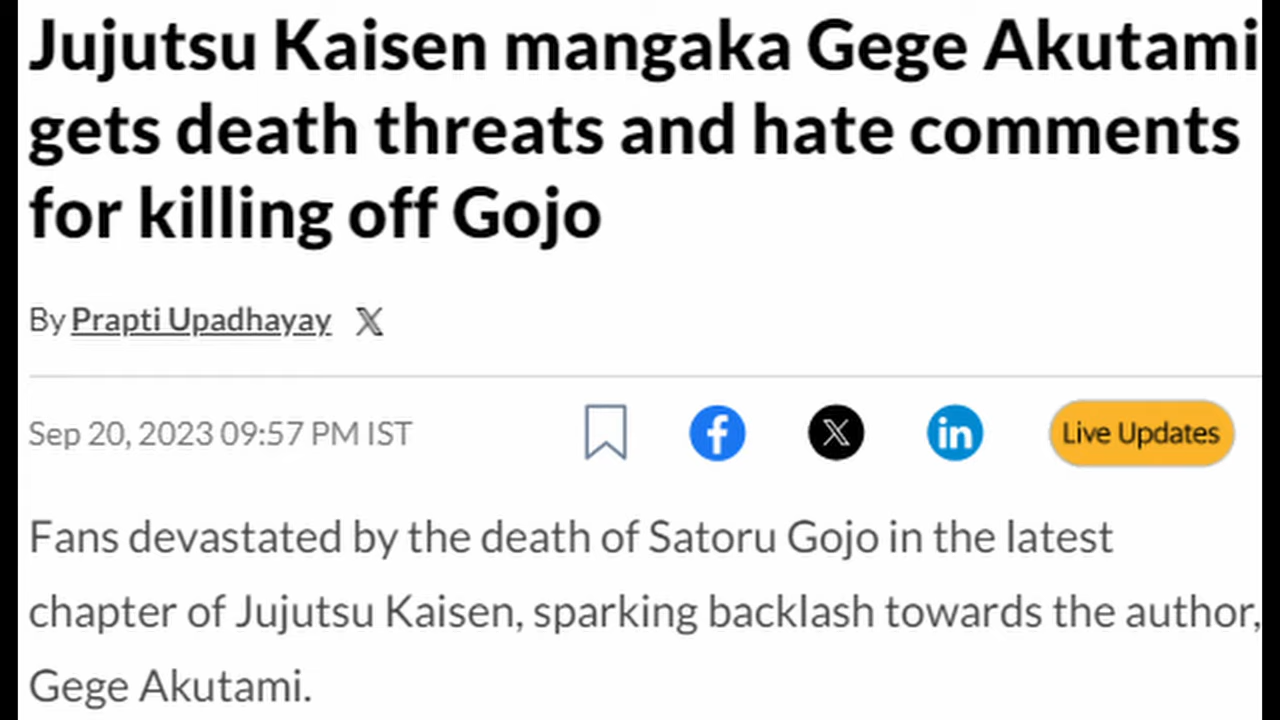 Jujutsu Kaisen mangaka Gege Akutami
gets death threats and hate comments
for killing off Gojo
By Prapti Upadhayay X
Sep 20, 2023 09:57 PM IST f X in Live Updates
Fans devastated by the death of Satoru Gojo in the latest
chapter of Jujutsu Kaisen, sparking backlash towards the author,
Gege Akutami.